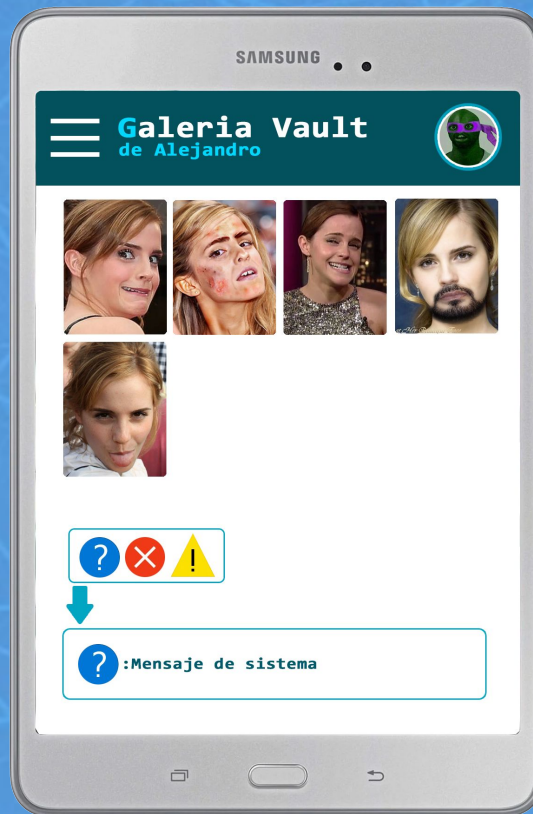 SAMSUNG
Galeria Vault
de Alejandro
?
!
?:Mensaje de sistema